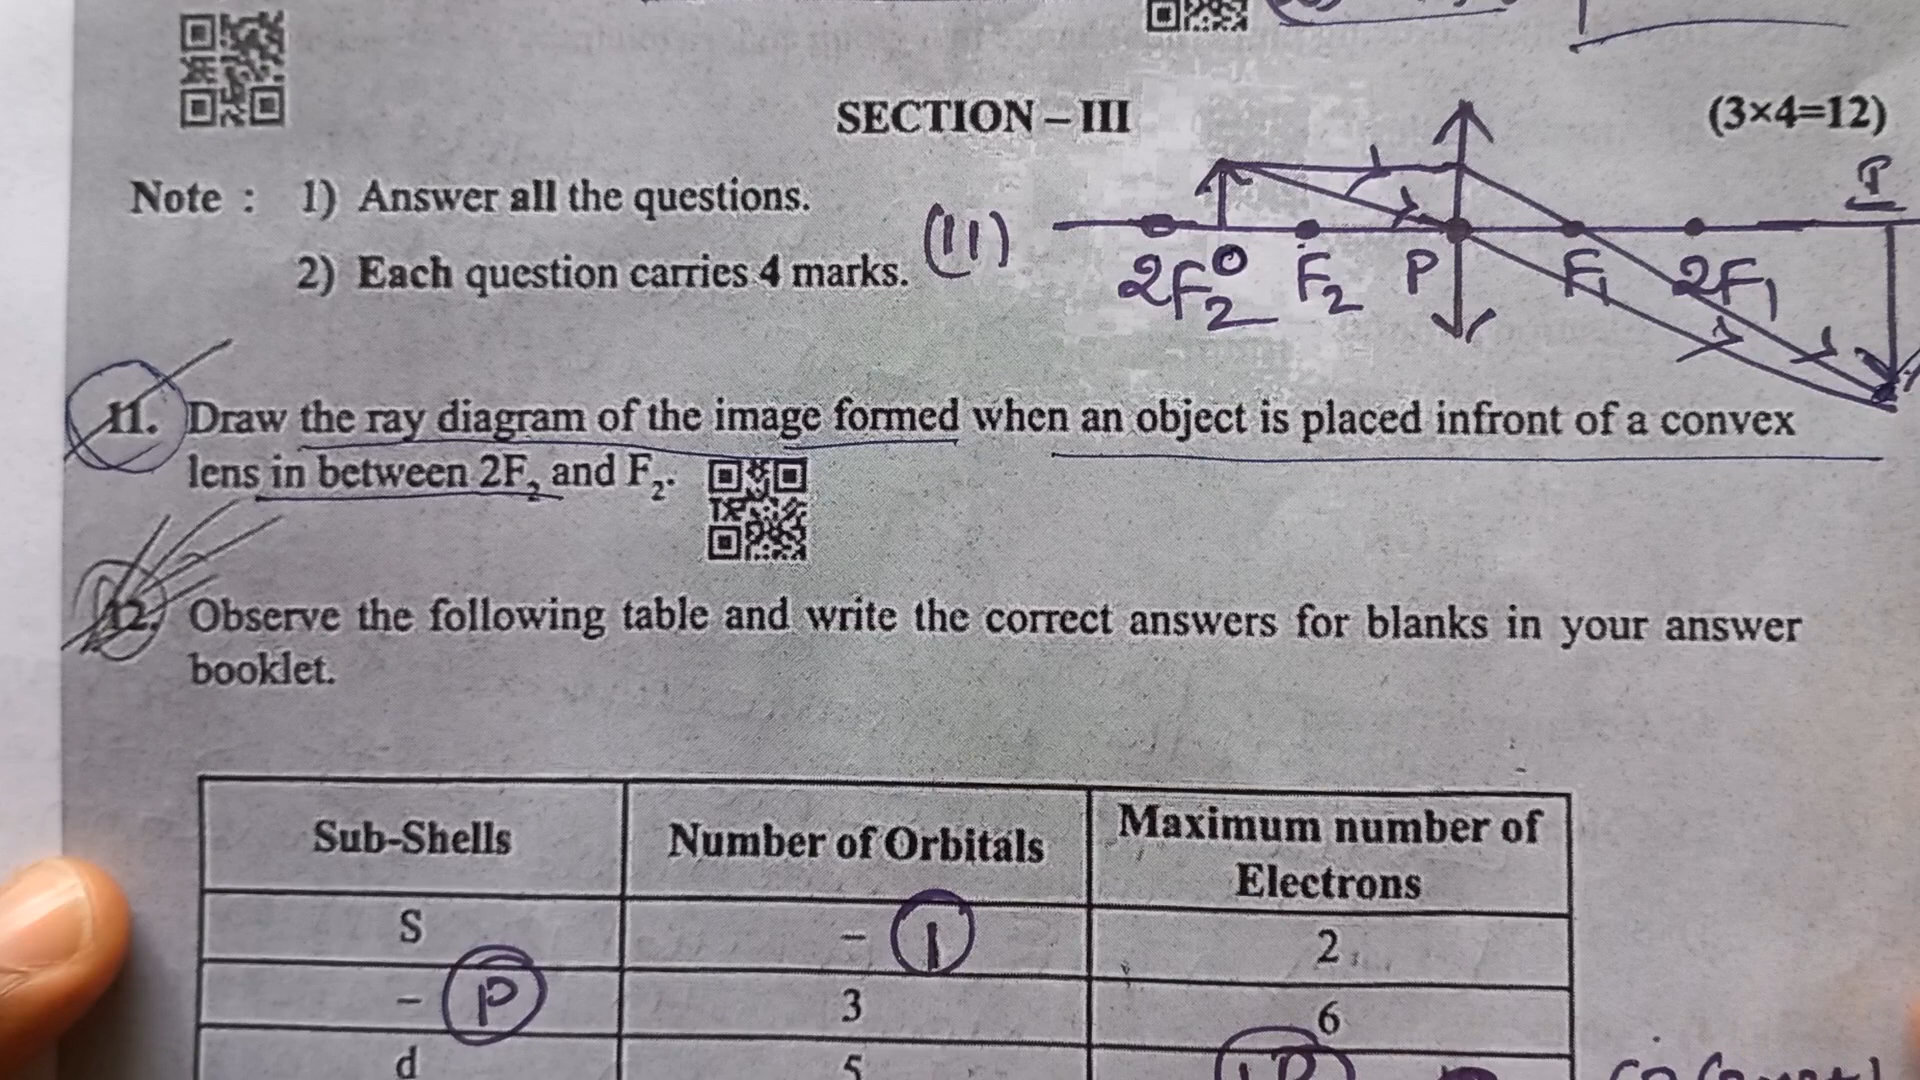 SECTION – III
(3×4=12)
Note : 1) Answer all the questions.
2) Each question carries 4 marks.
(11)
2F₂ O F₂ P F₁ 2F₁ I
11. Draw the ray diagram of the image formed when an object is placed infront of a convex
lens in between 2F₂ and F₂.
12. Observe the following table and write the correct answers for blanks in your answer
booklet.
Sub-Shells Number of Orbitals Maximum number of
Electrons
S – 1 2
– P 3 6
d 5